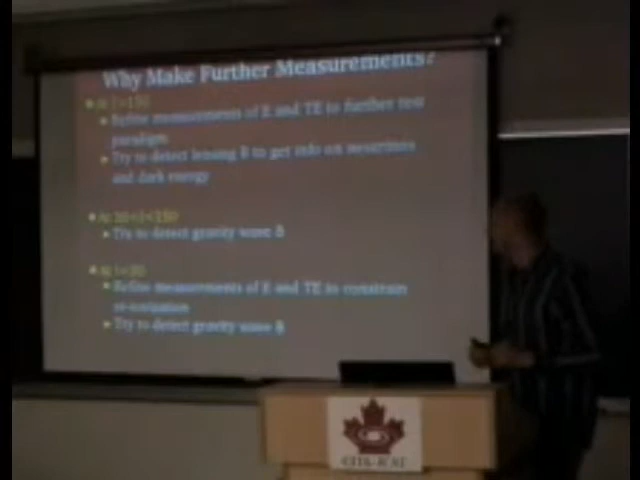 Why Make Further Measurements?
At l>150
Refine measurements of E and TE to further test
paradigm
Try to detect lensing B to get info on neutrinos
and dark energy
At 30<l<150
Try to detect gravity wave B
At l<30
Refine measurements of E and TE to constrain
re-ionization
Try to detect gravity wave B
CITA-ICAT